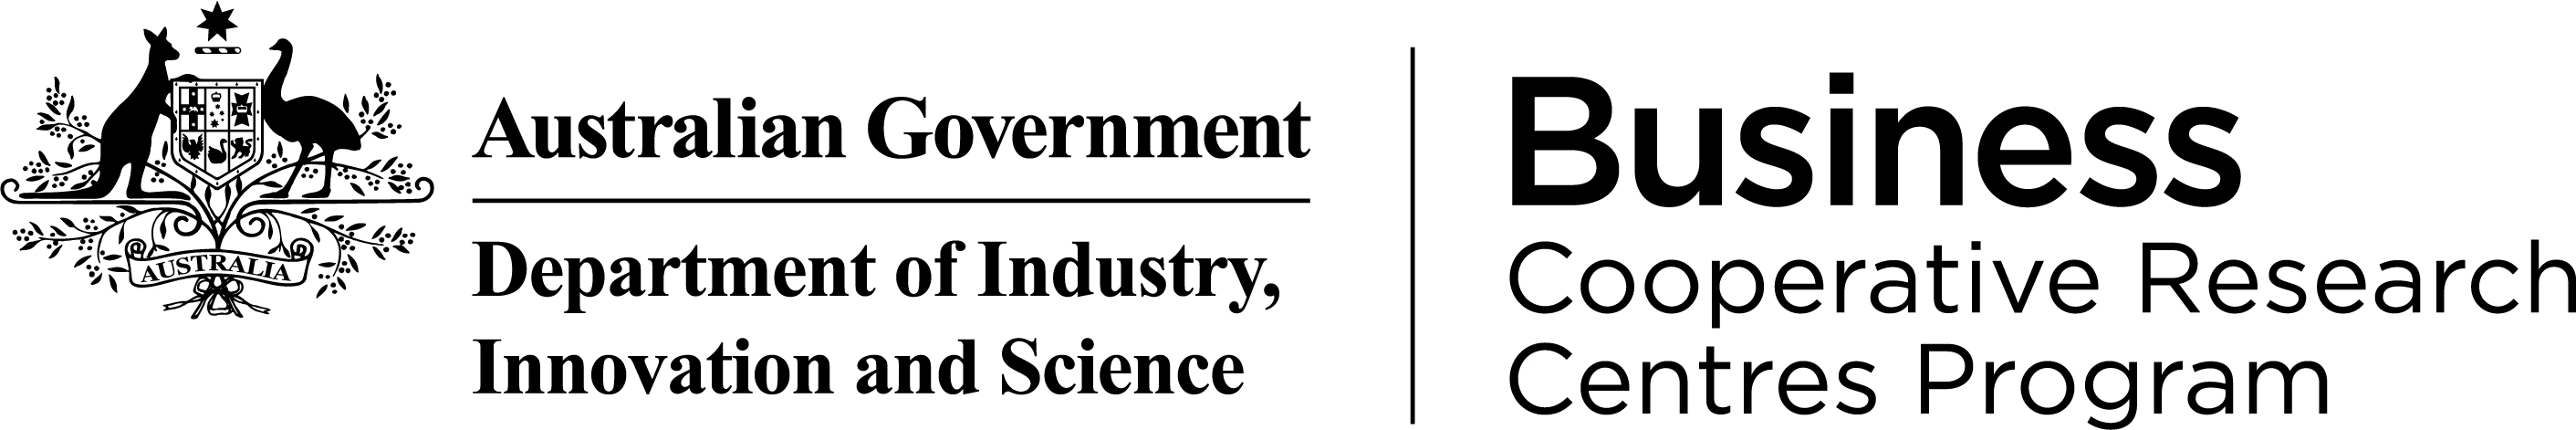 AUSTRALIA
Australian Government
Department of Industry,
Innovation and Science
Business
Cooperative Research
Centres Program